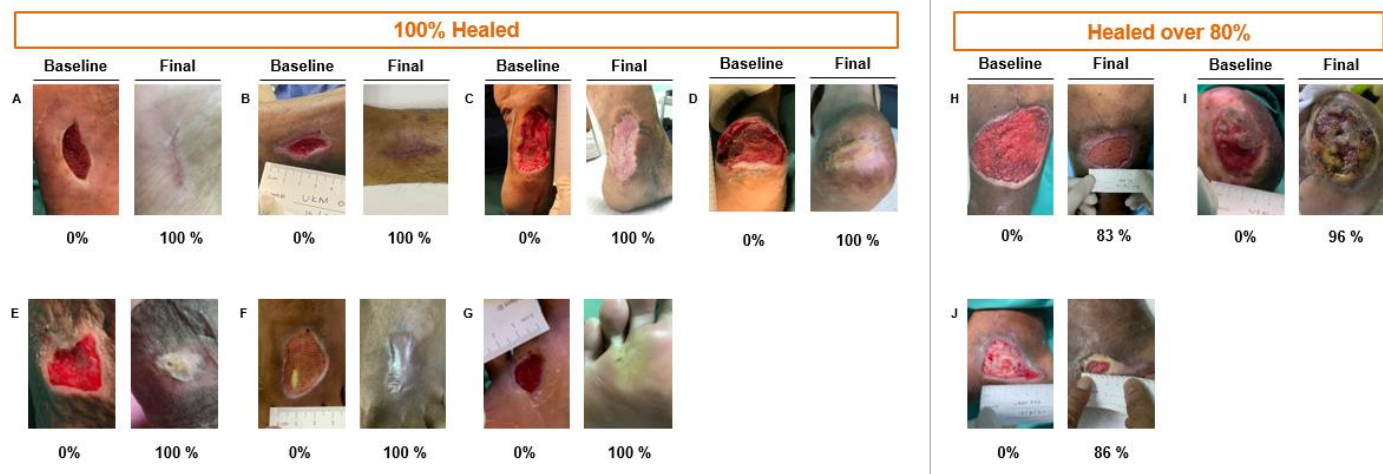 100% Healed
Healed over 80%
Baseline Final Baseline Final Baseline Final Baseline Final
Baseline Final Baseline Final
A B C D
H I
UKM
0% 100 % 0% 100 % 0% 100 % 0% 100 %
0% 83 % 0% 96 %
E F G
J
0% 100 % 0% 100 % 0% 100 %
0% 86 %